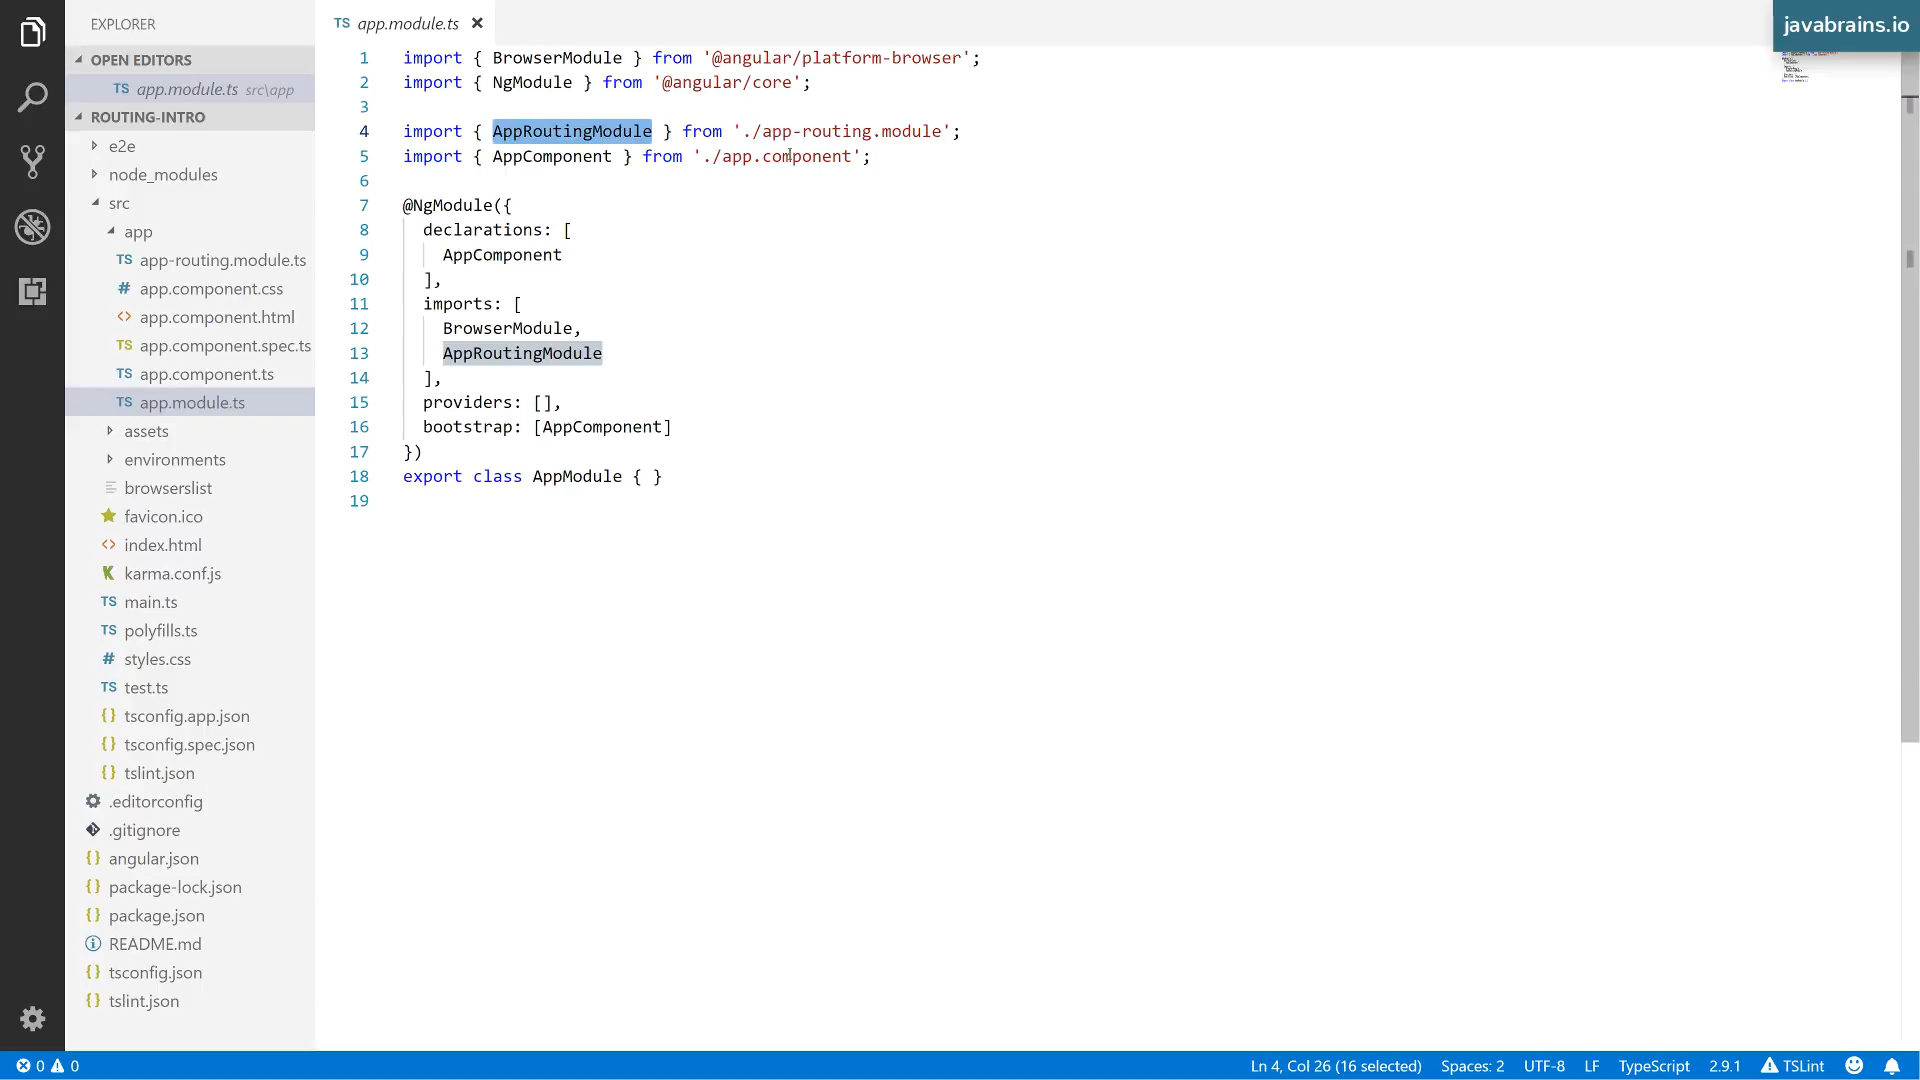 EXPLORER
OPEN EDITORS
TS app.module.ts src\app
ROUTING-INTRO
e2e
node_modules
src
app
TS app-routing.module.ts
# app.component.css
<> app.component.html
TS app.component.spec.ts
TS app.component.ts
TS app.module.ts
assets
environments
browserslist
favicon.ico
<> index.html
K karma.conf.js
TS main.ts
TS polyfills.ts
# styles.css
TS test.ts
{} tsconfig.app.json
{} tsconfig.spec.json
{} tslint.json
.editorconfig
.gitignore
{} angular.json
{} package-lock.json
{} package.json
README.md
{} tsconfig.json
{} tslint.json
TS app.module.ts ×
javabrains.io
1 import { BrowserModule } from '@angular/platform-browser';
2 import { NgModule } from '@angular/core';
3
4 import { AppRoutingModule } from './app-routing.module';
5 import { AppComponent } from './app.component';
6
7 @NgModule({
8 declarations: [
9 AppComponent
10 ],
11 imports: [
12 BrowserModule,
13 AppRoutingModule
14 ],
15 providers: [],
16 bootstrap: [AppComponent]
17 })
18 export class AppModule { }
19
0 0 Ln 4, Col 26 (16 selected) Spaces: 2 UTF-8 LF TypeScript 2.9.1 TSLint